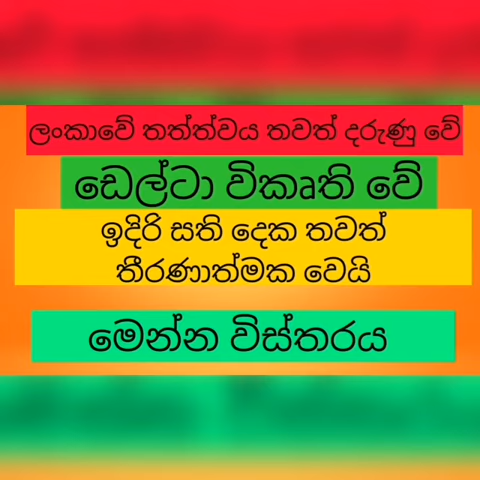 ලංකාවේ තත්ත්වය තවත් දරුණු වේ
ඩෙල්ටා විකෘති වේ
ඉදිරි සති දෙක තවත්
තීරණාත්මක වෙයි
මෙන්න විස්තරය